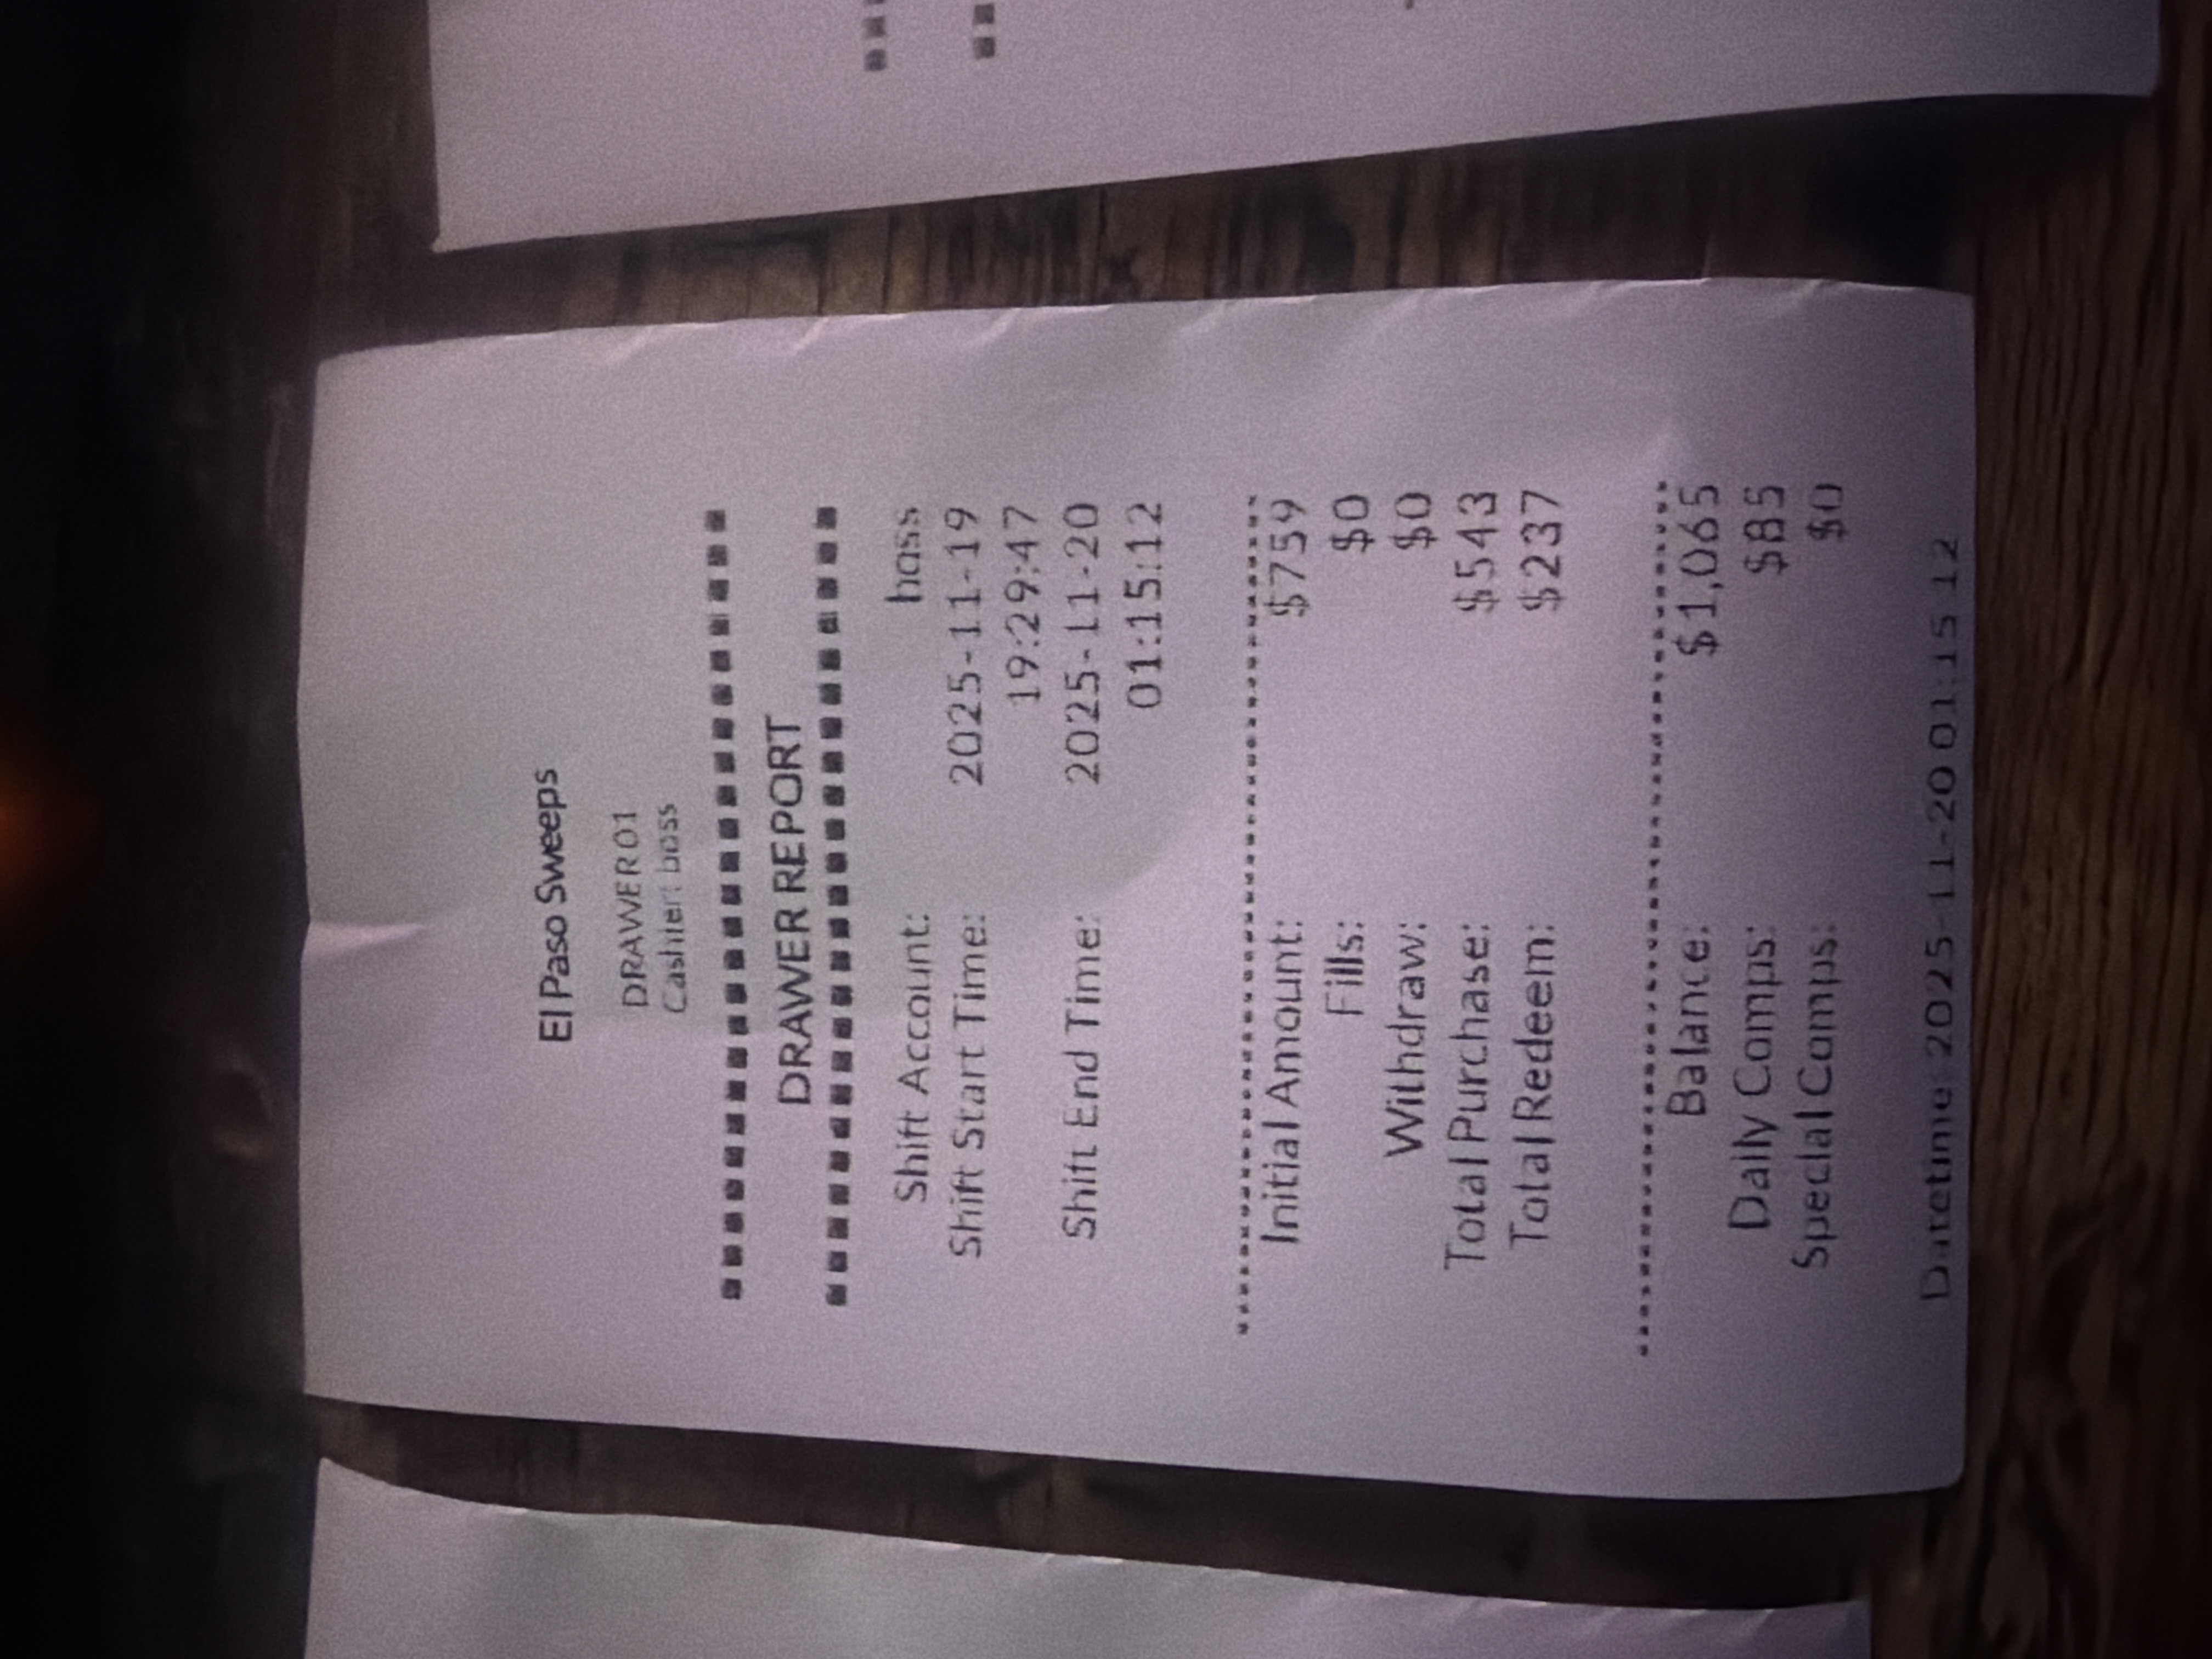 El Paso Sweeps
DRAWER 01
Cashier: boss
DRAWER REPORT
Shift Account: boss
Shift Start Time: 2025-11-19
19:29:47
Shift End Time: 2025-11-20
01:15:12
Initial Amount: $759
Fills: $0
Withdraw: $0
Total Purchase: $543
Total Redeem: $237
Balance: $1,065
Daily Comps: $85
Special Comps: $0
Datetime 2025-11-20 01:15:12